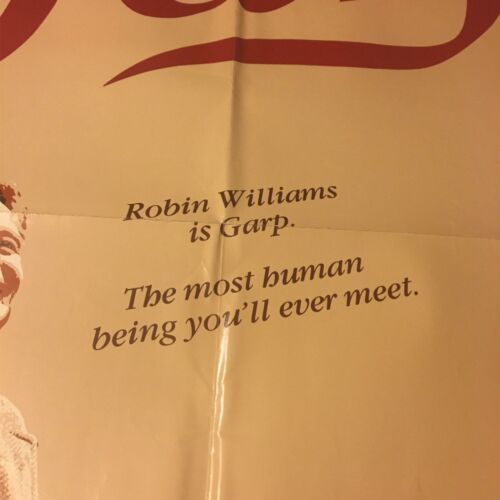 Robin Williams
is Garp.
The most human
being you'll ever meet.